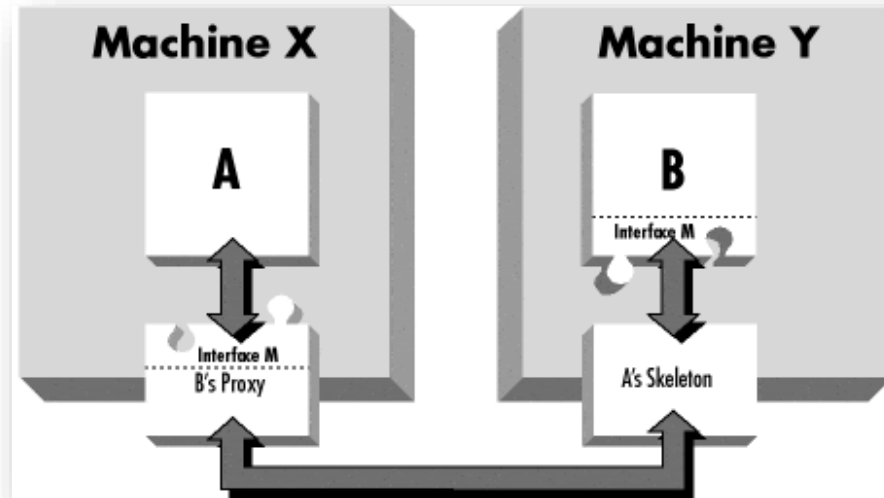 Machine X
Machine Y
A
B
Interface M
Interface M
B's Proxy
A's Skeleton